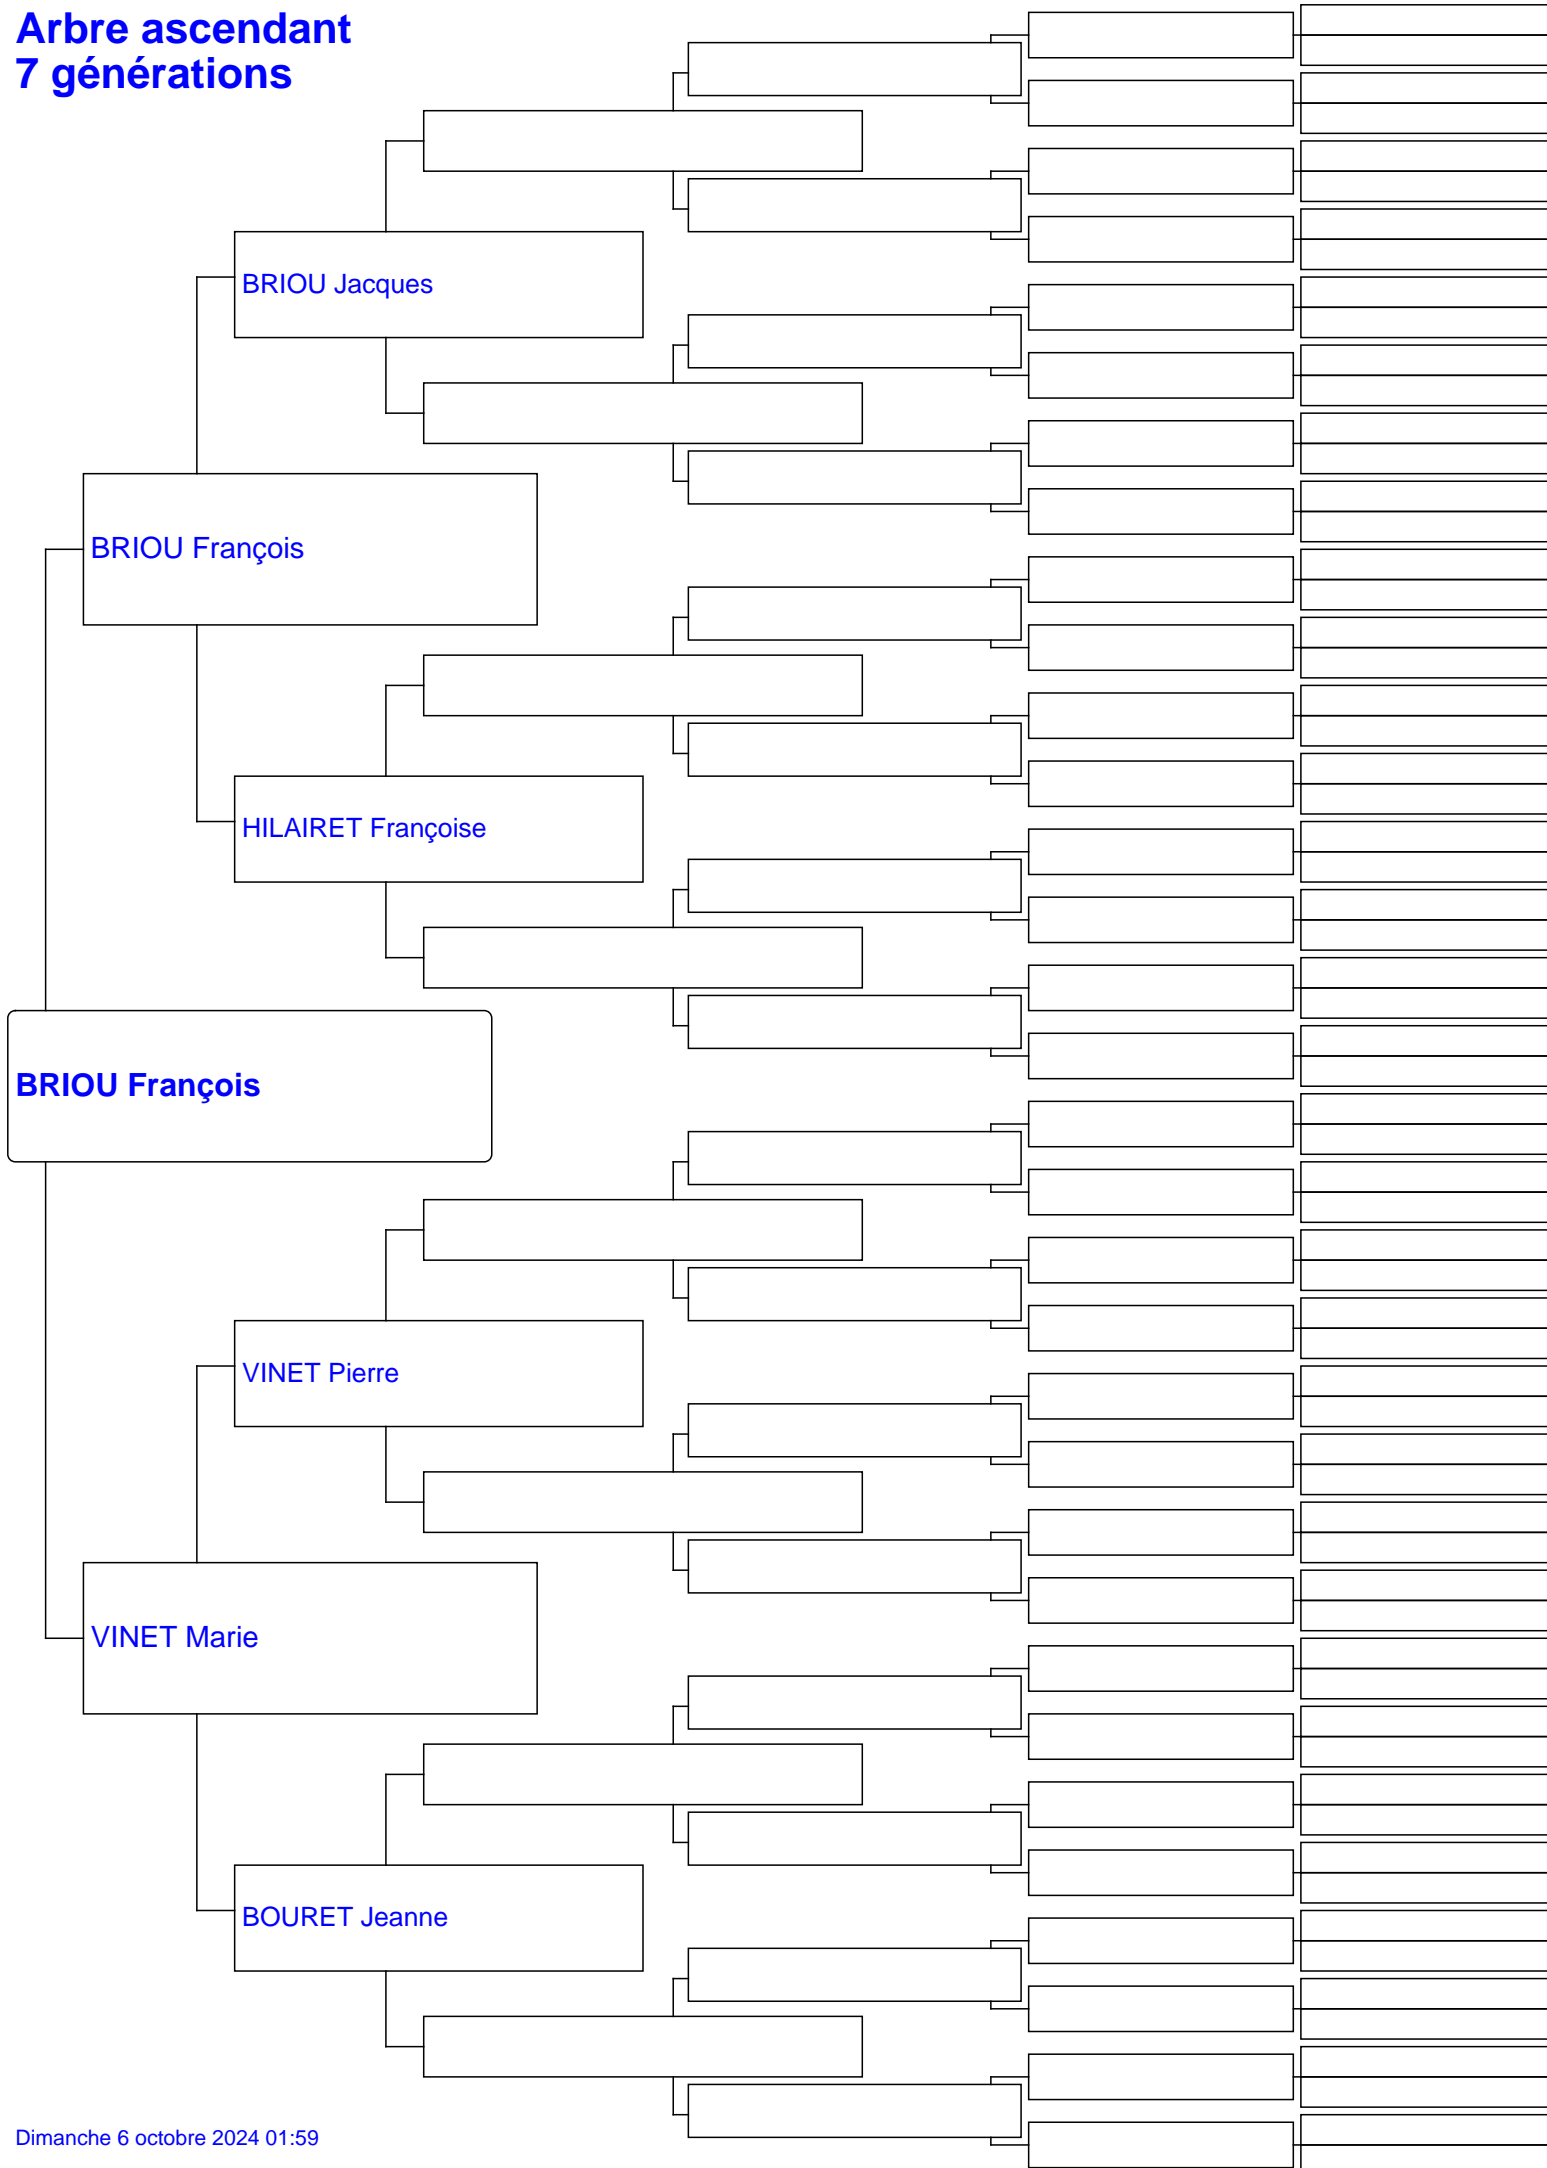 Arbre ascendant
7 générations
BRIOU Jacques
BRIOU François
HILAIRET Françoise
BRIOU François
VINET Pierre
VINET Marie
BOURET Jeanne
Dimanche 6 octobre 2024 01:59